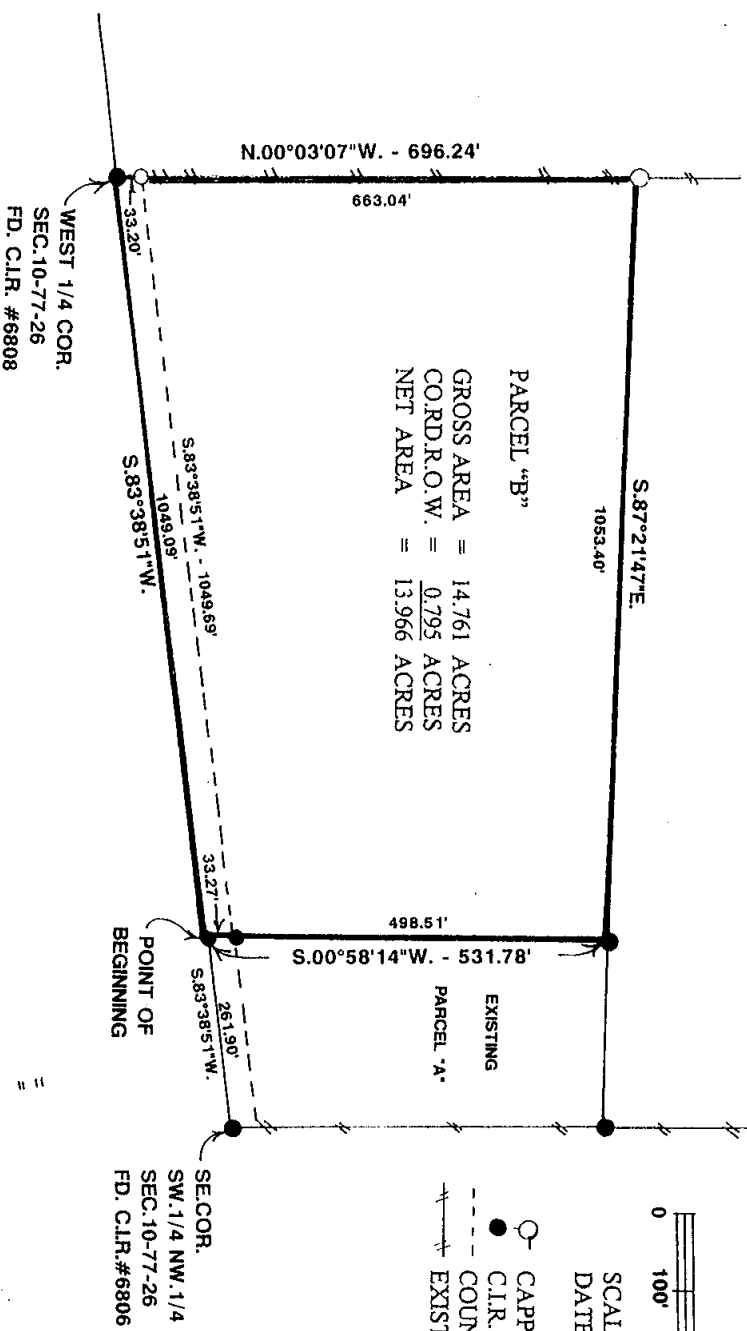 N.00°03'07"W. - 696.24'
663.04'
33.20'
WEST 1/4 COR.
SEC.10-77-26
FD. C.I.R. #6808
S.87°21'47"E.
1053.40'
PARCEL “B”
GROSS AREA = 14.761 ACRES
CO.RD.R.O.W. = 0.795 ACRES
NET AREA = 13.966 ACRES
S.83°38'51"W. - 1049.69'
1049.09'
S.83°38'51"W.
33.27'
498.51'
S.00°58'14"W. - 531.78'
POINT OF
BEGINNING
EXISTING
PARCEL "A"
261.90'
S.83°38'51"W.
SE.COR.
SW.1/4 NW.1/4
SEC.10-77-26
FD. C.I.R.#6806
0 100'
SCAL
DATE
CAPP
C.I.R.
COUN
EXIST